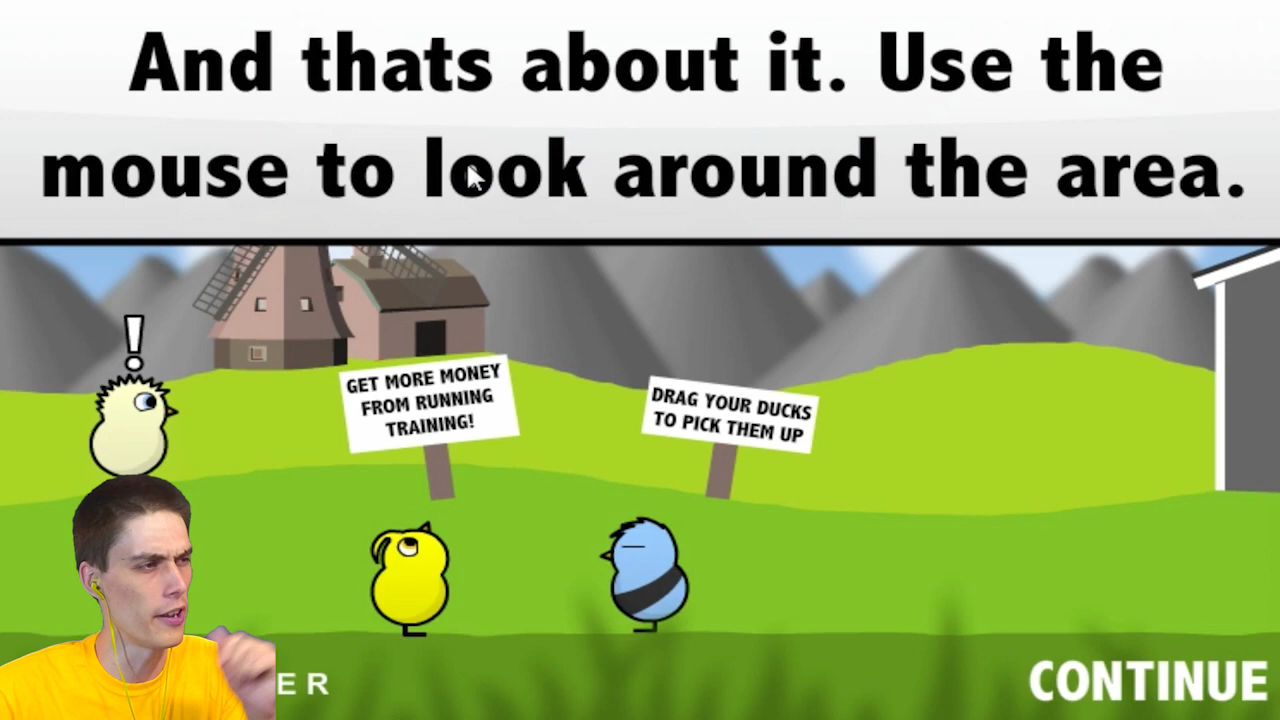 And thats about it. Use the
mouse to look around the area.
!
GET MORE MONEY
FROM RUNNING
TRAINING!
DRAG YOUR DUCKS
TO PICK THEM UP
ER
CONTINUE